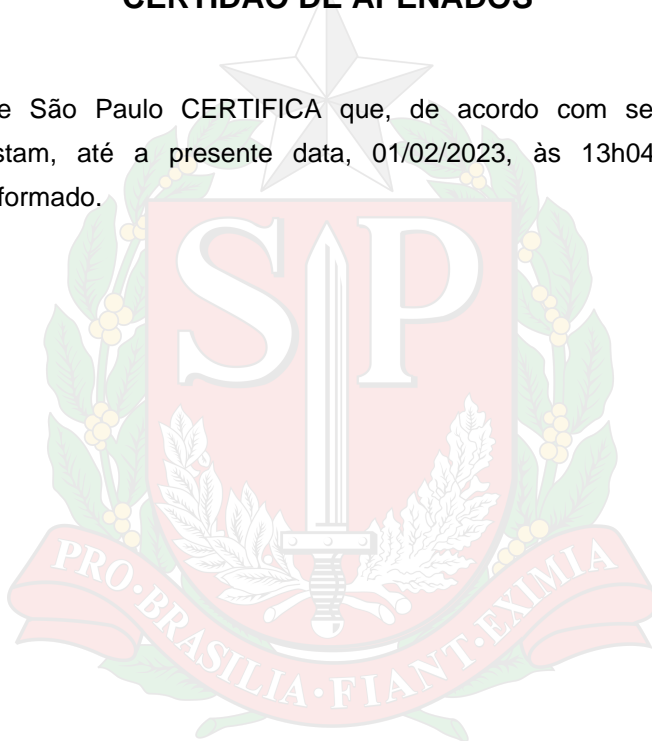 CERTIDÃO DE APENADOS
e São Paulo CERTIFICA que, de acordo com se
stam, até a presente data, 01/02/2023, às 13h04
formado.
SP
PRO·BRASILIA·FIANT·EXIMIA